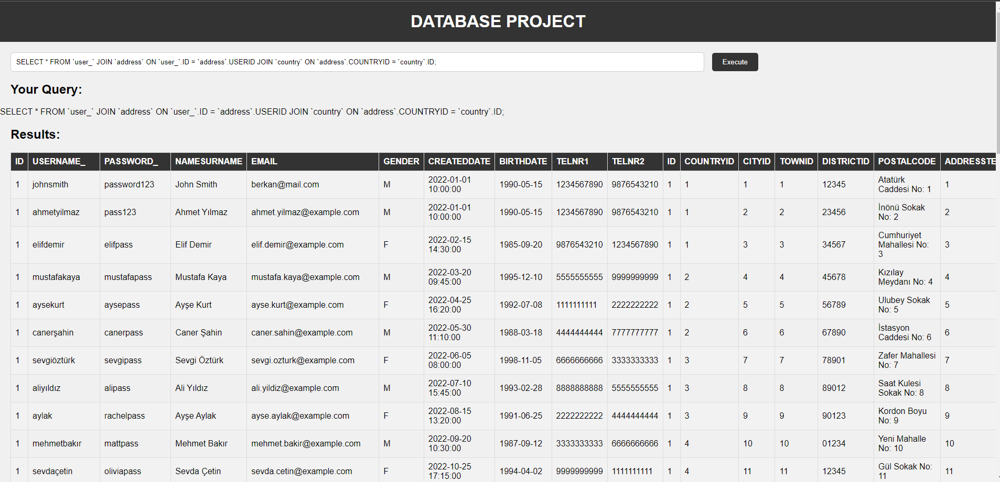 DATABASE PROJECT
SELECT * FROM `user_` JOIN `address` ON `user_`.ID = `address`.USERID JOIN `country` ON `address`.COUNTRYID = `country`.ID;
Execute
Your Query:
SELECT * FROM `user_` JOIN `address` ON `user_`.ID = `address`.USERID JOIN `country` ON `address`.COUNTRYID = `country`.ID;
Results:
ID USERNAME_ PASSWORD_ NAMESURNAME EMAIL GENDER CREATEDDATE BIRTHDATE TELNR1 TELNR2 ID COUNTRYID CITYID TOWNID DISTRICTID POSTALCODE ADDRESSTE
1 johnsmith password123 John Smith berkan@mail.com M 2022-01-01 10:00:00 1990-05-15 1234567890 9876543210 1 1 1 1 12345 Atatürk Caddesi No: 1 1
1 ahmetyilmaz pass123 Ahmet Yılmaz ahmet.yilmaz@example.com M 2022-01-01 10:00:00 1990-05-15 1234567890 9876543210 1 1 2 2 23456 İnönü Sokak No: 2 2
1 elifdemir elifpass Elif Demir elif.demir@example.com F 2022-02-15 14:30:00 1985-09-20 9876543210 1234567890 1 1 3 3 34567 Cumhuriyet Mahallesi No: 3 3
1 mustafakaya mustafapass Mustafa Kaya mustafa.kaya@example.com M 2022-03-20 09:45:00 1995-12-10 5555555555 9999999999 1 2 4 4 45678 Kızılay Meydanı No: 4 4
1 aysekurt aysepass Ayşe Kurt ayse.kurt@example.com F 2022-04-25 16:20:00 1992-07-08 1111111111 2222222222 1 2 5 5 56789 Ulubey Sokak No: 5 5
1 canerşahin canerpass Caner Şahin caner.sahin@example.com M 2022-05-30 11:10:00 1988-03-18 4444444444 7777777777 1 2 6 6 67890 İstasyon Caddesi No: 6 6
1 sevgiöztürk sevgipass Sevgi Öztürk sevgi.ozturk@example.com F 2022-06-05 08:00:00 1998-11-05 6666666666 3333333333 1 3 7 7 78901 Zafer Mahallesi No: 7 7
1 aliyıldız alipass Ali Yıldız ali.yildiz@example.com M 2022-07-10 15:45:00 1993-02-28 8888888888 5555555555 1 3 8 8 89012 Saat Kulesi Sokak No: 8 8
1 aylak rachelpass Ayşe Aylak ayse.aylak@example.com F 2022-08-15 13:20:00 1991-06-25 2222222222 4444444444 1 3 9 9 90123 Kordon Boyu No: 9 9
1 mehmetbakır mattpass Mehmet Bakır mehmet.bakir@example.com M 2022-09-20 10:30:00 1987-09-12 3333333333 6666666666 1 4 10 10 01234 Yeni Mahalle No: 10 10
1 sevdaçetin oliviapass Sevda Çetin sevda.cetin@example.com F 2022-10-25 17:15:00 1994-04-02 9999999999 1111111111 1 4 11 11 12345 Gül Sokak No: 11 11